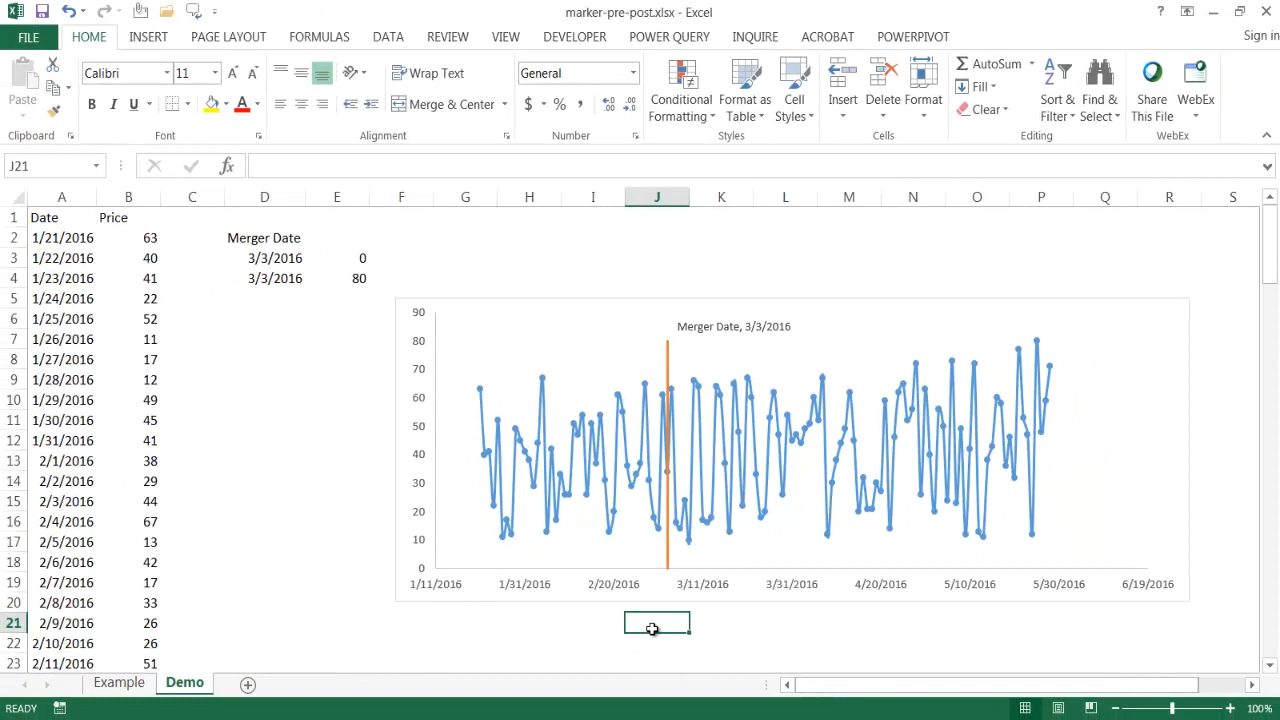 marker-pre-post.xlsx - Excel
?
Sign in
FILE HOME INSERT PAGE LAYOUT FORMULAS DATA REVIEW VIEW DEVELOPER POWER QUERY INQUIRE ACROBAT POWERPIVOT
Paste
Calibri 11
B I U A
Wrap Text
Merge & Center
General
$ % ,
Conditional Formatting
Format as Table
Cell Styles
Insert Delete Format
AutoSum
Fill
Clear
Sort & Filter
Find & Select
Share This File
WebEx
Clipboard Font Alignment Number Styles Cells Editing WebEx
J21 fx
A B C D E F G H I J K L M N O P Q R S
1 Date Price
2 1/21/2016 63 Merger Date
3 1/22/2016 40 3/3/2016 0
4 1/23/2016 41 3/3/2016 80
5 1/24/2016 22
6 1/25/2016 52
7 1/26/2016 11
8 1/27/2016 17
9 1/28/2016 12
10 1/29/2016 49
11 1/30/2016 45
12 1/31/2016 41
13 2/1/2016 38
14 2/2/2016 29
15 2/3/2016 44
16 2/4/2016 67
17 2/5/2016 13
18 2/6/2016 42
19 2/7/2016 17
20 2/8/2016 33
21 2/9/2016 26
22 2/10/2016 26
23 2/11/2016 51
Merger Date, 3/3/2016
90
80
70
60
50
40
30
20
10
0
1/11/2016 1/31/2016 2/20/2016 3/11/2016 3/31/2016 4/20/2016 5/10/2016 5/30/2016 6/19/2016
Example Demo
READY
100%